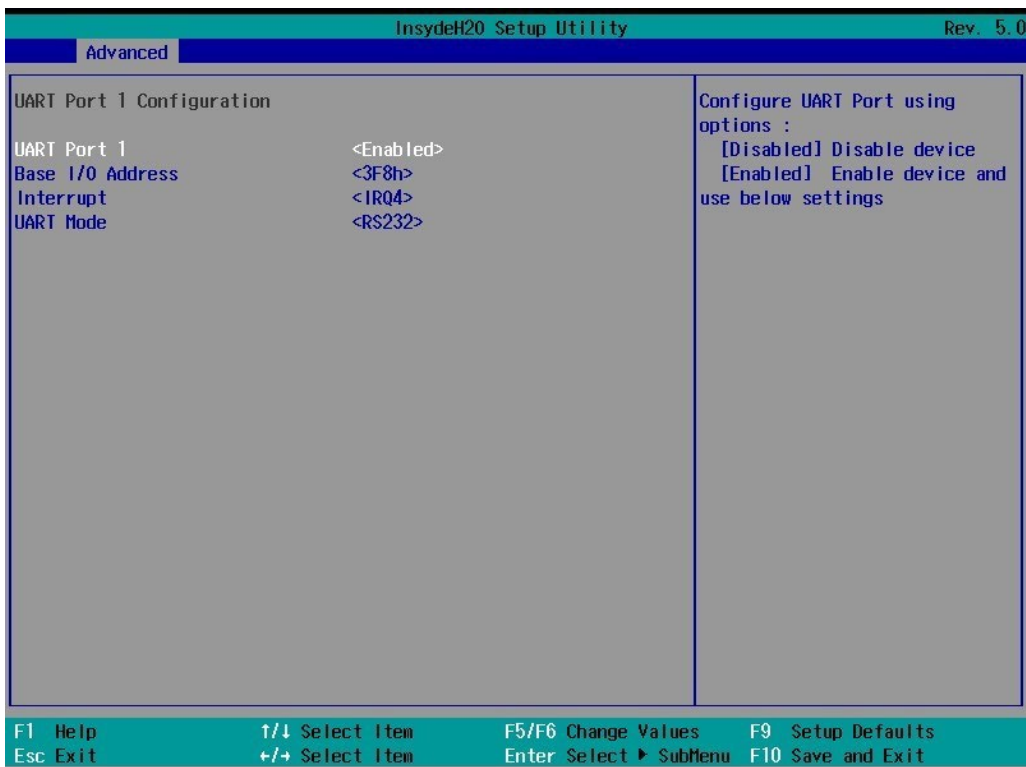 InsydeH20 Setup Utility Rev. 5.0
Advanced
UART Port 1 Configuration
UART Port 1 <Enabled>
Base I/O Address <3F8h>
Interrupt <IRQ4>
UART Mode <RS232>
Configure UART Port using
options :
[Disabled] Disable device
[Enabled] Enable device and
use below settings
F1 Help ↑/↓ Select Item F5/F6 Change Values F9 Setup Defaults
Esc Exit ←/→ Select Item Enter Select ▶ SubMenu F10 Save and Exit